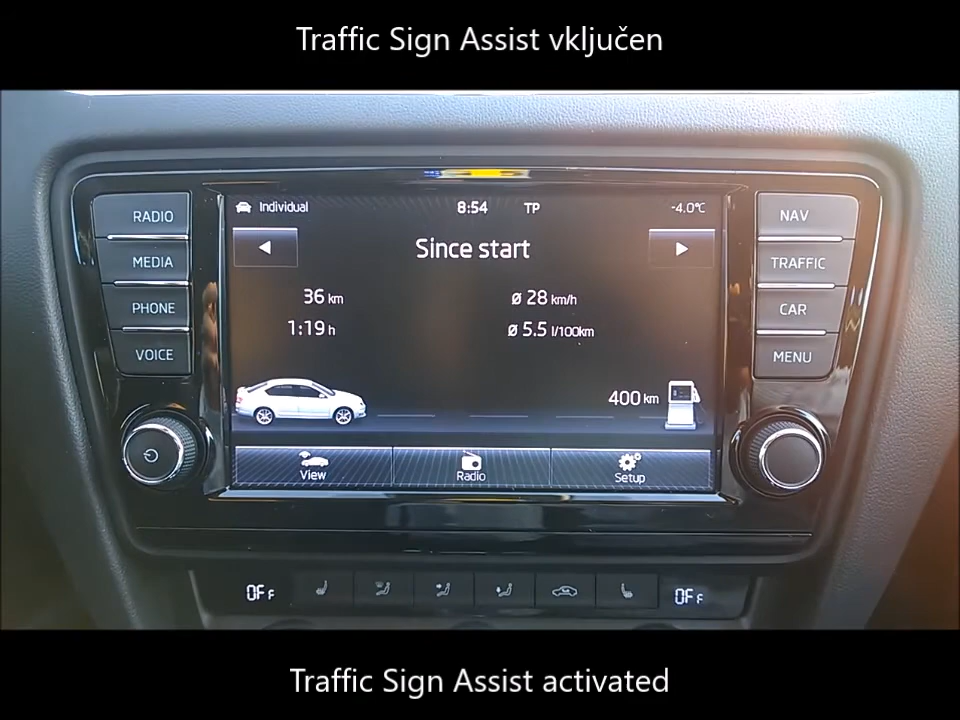 Traffic Sign Assist vključen
Individual 8:54 TP -4.0°C
Since start
36 km ø 28 km/h
1:19 h ø 5.5 l/100km
400 km
View Radio Setup
RADIO
MEDIA
PHONE
VOICE
NAV
TRAFFIC
CAR
MENU
OFF OFF
Traffic Sign Assist activated